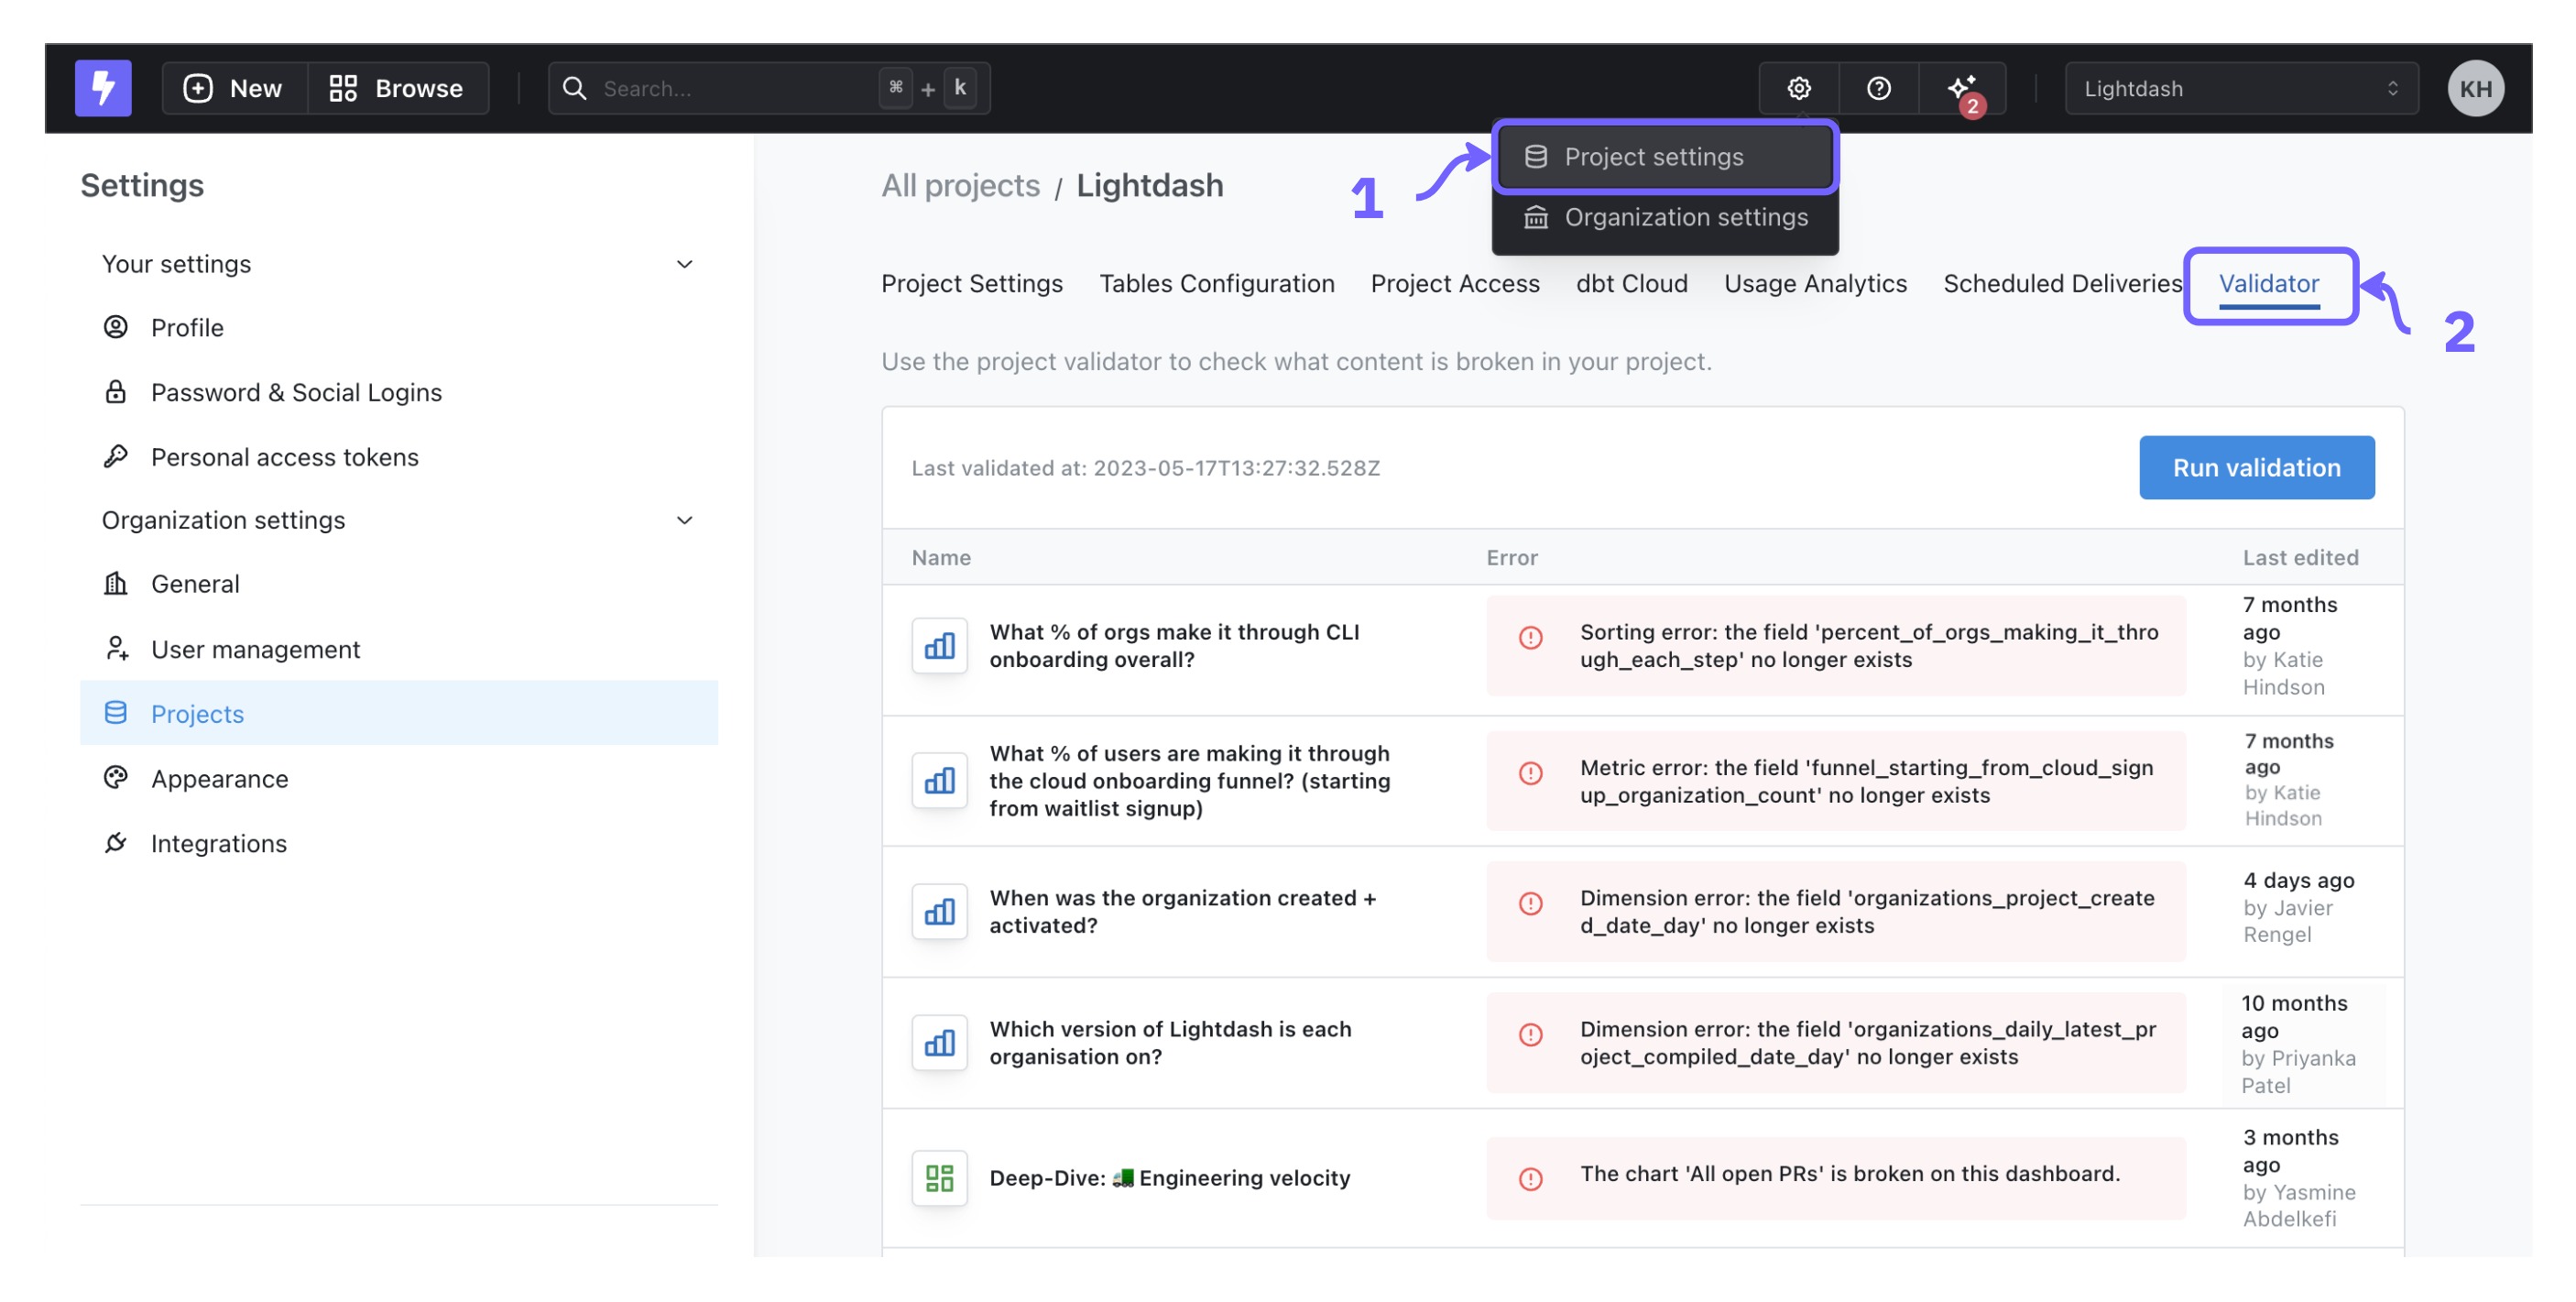 New
Browse
Search...
⌘ + k
2
Lightdash
KH
Project settings
Organization settings
1
2
Settings
Your settings
Profile
Password & Social Logins
Personal access tokens
Organization settings
General
User management
Projects
Appearance
Integrations
All projects / Lightdash
Project Settings
Tables Configuration
Project Access
dbt Cloud
Usage Analytics
Scheduled Deliveries
Validator
Use the project validator to check what content is broken in your project.
Last validated at: 2023-05-17T13:27:32.528Z
Run validation
Name
Error
Last edited
What % of orgs make it through CLI
onboarding overall?
Sorting error: the field 'percent_of_orgs_making_it_thro
ugh_each_step' no longer exists
7 months
ago
by Katie
Hindson
What % of users are making it through
the cloud onboarding funnel? (starting
from waitlist signup)
Metric error: the field 'funnel_starting_from_cloud_sign
up_organization_count' no longer exists
7 months
ago
by Katie
Hindson
When was the organization created +
activated?
Dimension error: the field 'organizations_project_create
d_date_day' no longer exists
4 days ago
by Javier
Rengel
Which version of Lightdash is each
organisation on?
Dimension error: the field 'organizations_daily_latest_pr
oject_compiled_date_day' no longer exists
10 months
ago
by Priyanka
Patel
Deep-Dive: 🚚 Engineering velocity
The chart 'All open PRs' is broken on this dashboard.
3 months
ago
by Yasmine
Abdelkefi